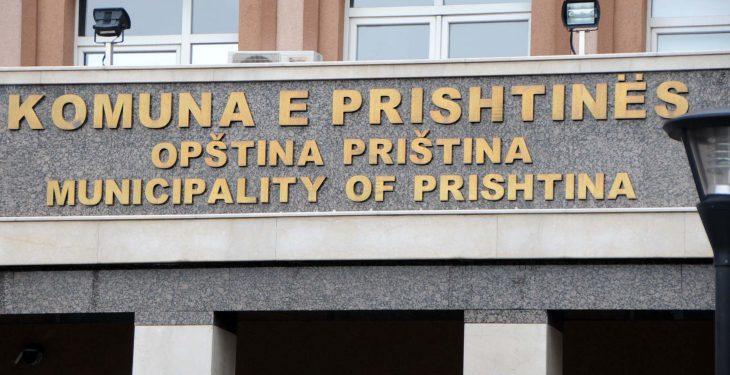 KOMUNA E PRISHTINËS
OPŠTINA PRIŠTINA
MUNICIPALITY OF PRISHTINA